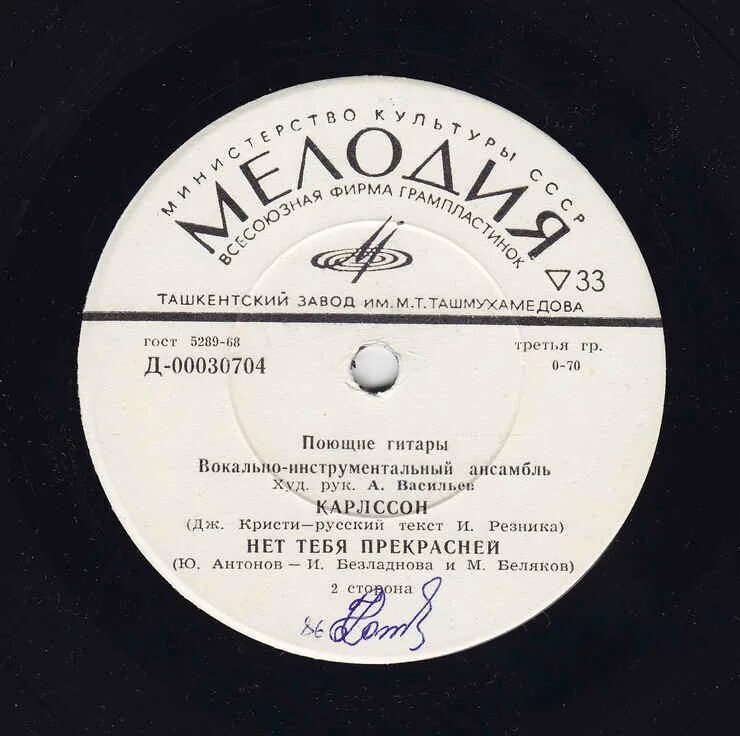 МИНИСТЕРСТВО КУЛЬТУРЫ СССР
МЕЛОДИЯ
ВСЕСОЮЗНАЯ ФИРМА ГРАМПЛАСТИНОК
33
ТАШКЕНТСКИЙ ЗАВОД ИМ.М.Т.ТАШМУХАМЕДОВА
гост 5289-68
третья гр.
Д-00030704
0-70
Поющие гитары
Вокально-инструментальный ансамбль
Худ. рук. А. Васильев
КАРЛССОН
(Дж. Кристи—русский текст И. Резника)
НЕТ ТЕБЯ ПРЕКРАСНЕЙ
(Ю. Антонов — И. Безладнова и М. Беляков)
2 сторона